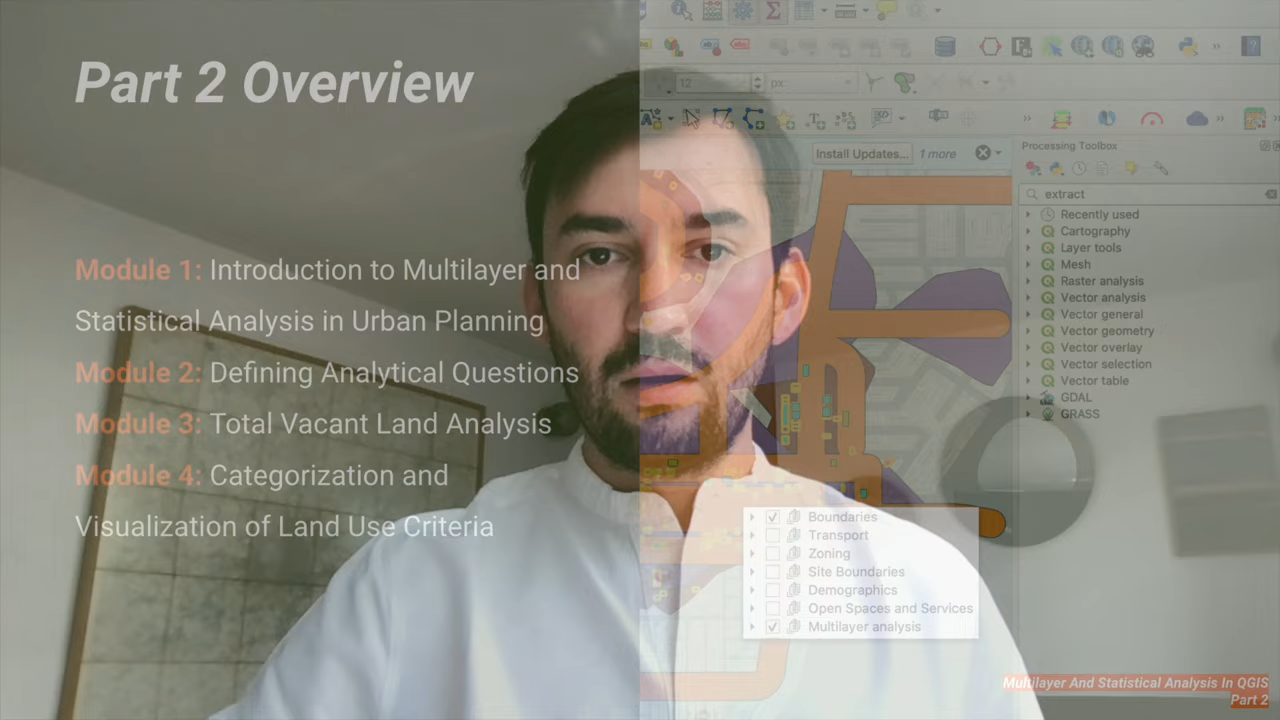 Part 2 Overview
Module 1: Introduction to Multilayer and
Statistical Analysis in Urban Planning
Module 2: Defining Analytical Questions
Module 3: Total Vacant Land Analysis
Module 4: Categorization and
Visualization of Land Use Criteria
12
px
Install Updates...
1 more
Processing Toolbox
extract
Recently used
Cartography
Layer tools
Mesh
Raster analysis
Vector analysis
Vector general
Vector geometry
Vector overlay
Vector selection
Vector table
GDAL
GRASS
Boundaries
Transport
Zoning
Site Boundaries
Demographics
Open Spaces and Services
Multilayer analysis
Multilayer And Statistical Analysis In QGIS
Part 2